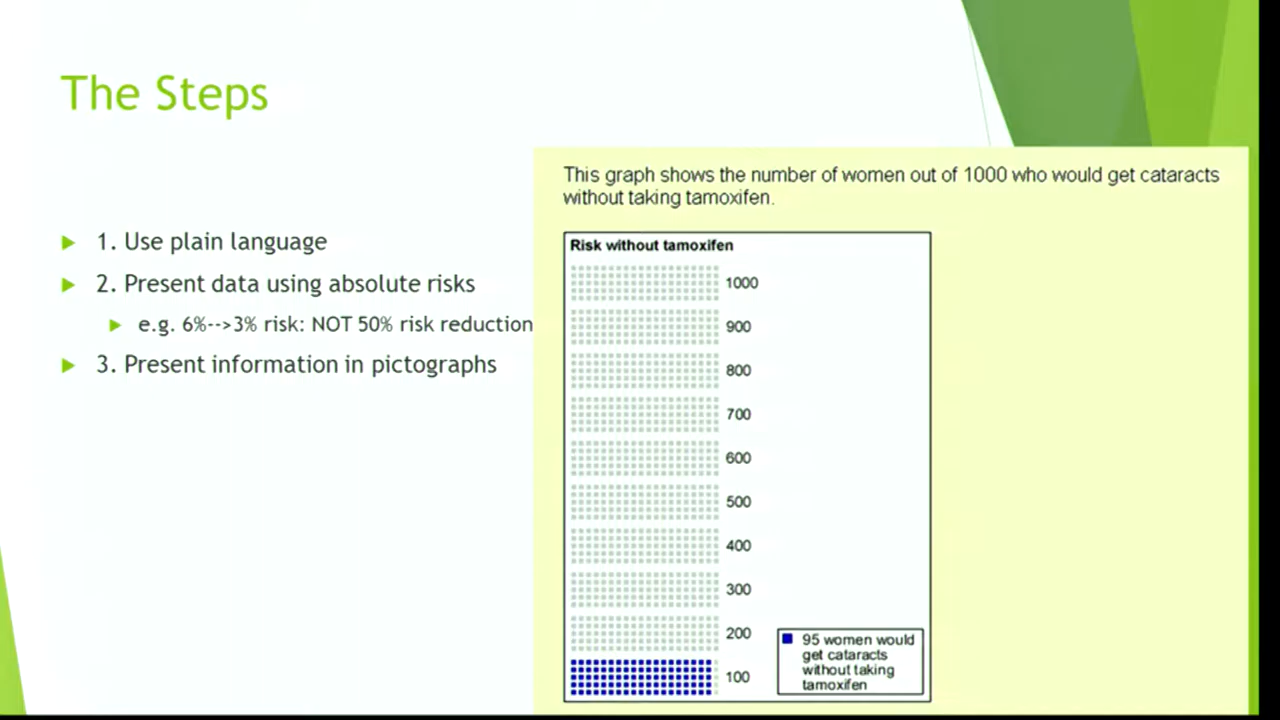 The Steps
1. Use plain language
2. Present data using absolute risks
e.g. 6%-->3% risk: NOT 50% risk reduction
3. Present information in pictographs
This graph shows the number of women out of 1000 who would get cataracts
without taking tamoxifen.
Risk without tamoxifen
1000
900
800
700
600
500
400
300
200
100
95 women would
get cataracts
without taking
tamoxifen